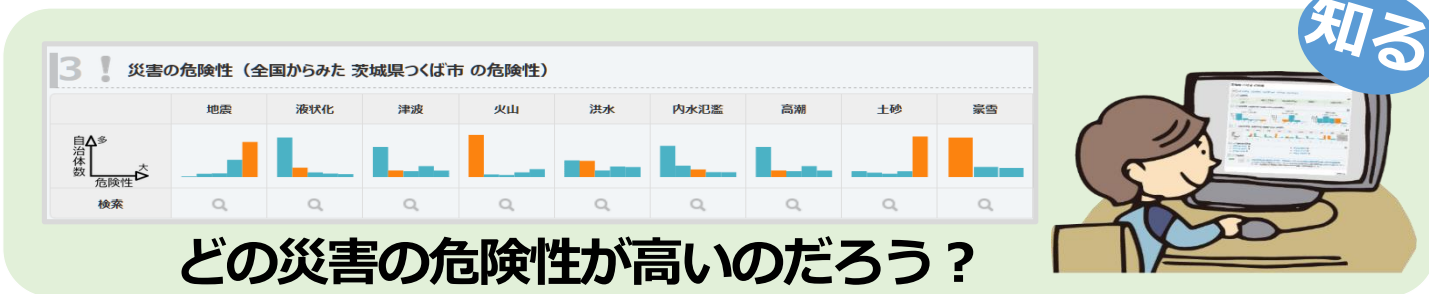 知る
3 ! 災害の危険性（全国からみた 茨城県つくば市 の危険性）
地震 液状化 津波 火山 洪水 内水氾濫 高潮 土砂 豪雪
自治体数 多 大 危険性
検索
どの災害の危険性が高いのだろう？